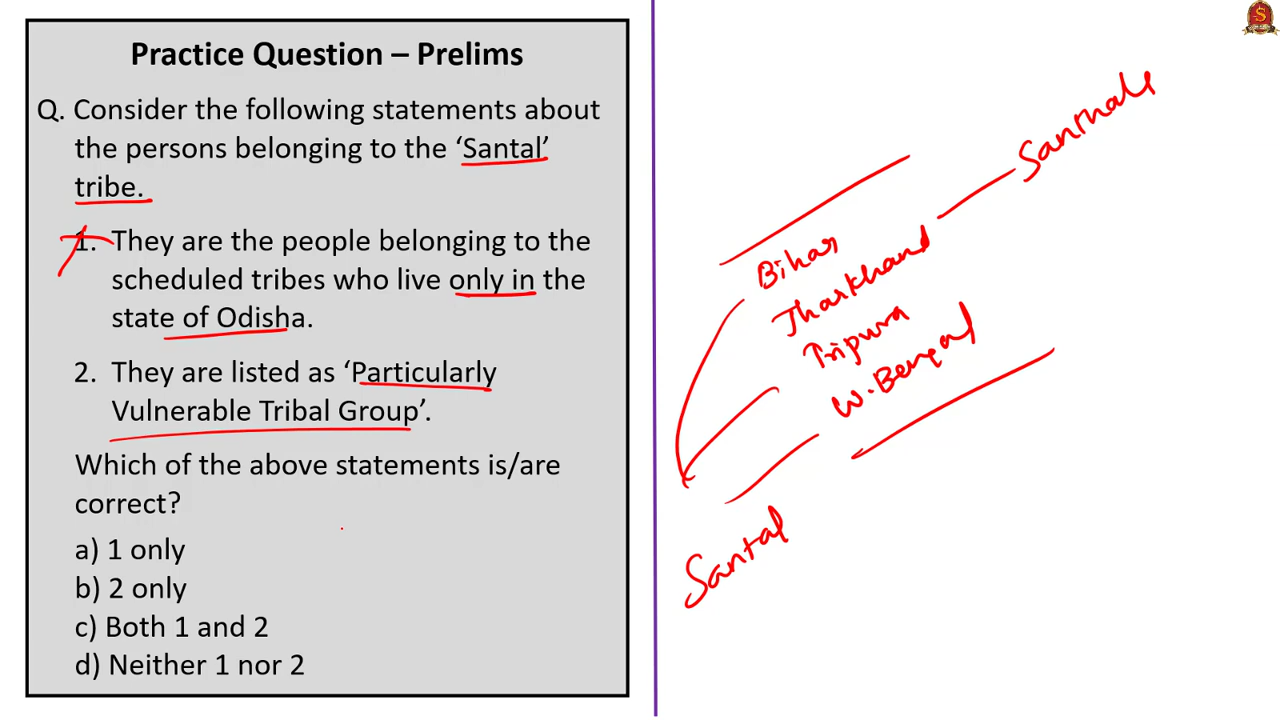 Practice Question – Prelims
Q. Consider the following statements about
the persons belonging to the ‘Santal’
tribe.
1. They are the people belonging to the
scheduled tribes who live only in the
state of Odisha.
2. They are listed as ‘Particularly
Vulnerable Tribal Group’.
Which of the above statements is/are
correct?
a) 1 only
b) 2 only
c) Both 1 and 2
d) Neither 1 nor 2
Santhals
Bihar
Jharkhand
Tripura
W. Bengal
Santal